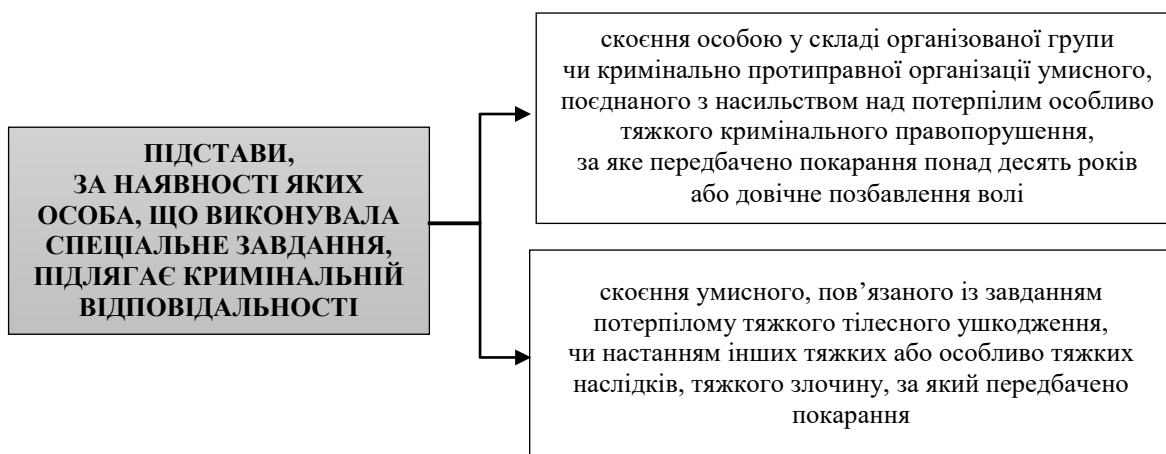 ПІДСТАВИ,
ЗА НАЯВНОСТІ ЯКИХ
ОСОБА, ЩО ВИКОНУВАЛА
СПЕЦІАЛЬНЕ ЗАВДАННЯ,
ПІДЛЯГАЄ КРИМІНАЛЬНІЙ
ВІДПОВІДАЛЬНОСТІ
скоєння особою у складі організованої групи
чи кримінально протиправної організації умисного,
поєднаного з насильством над потерпілим особливо
тяжкого кримінального правопорушення,
за яке передбачено покарання понад десять років
або довічне позбавлення волі
скоєння умисного, пов’язаного із завданням
потерпілому тяжкого тілесного ушкодження,
чи настанням інших тяжких або особливо тяжких
наслідків, тяжкого злочину, за який передбачено
покарання